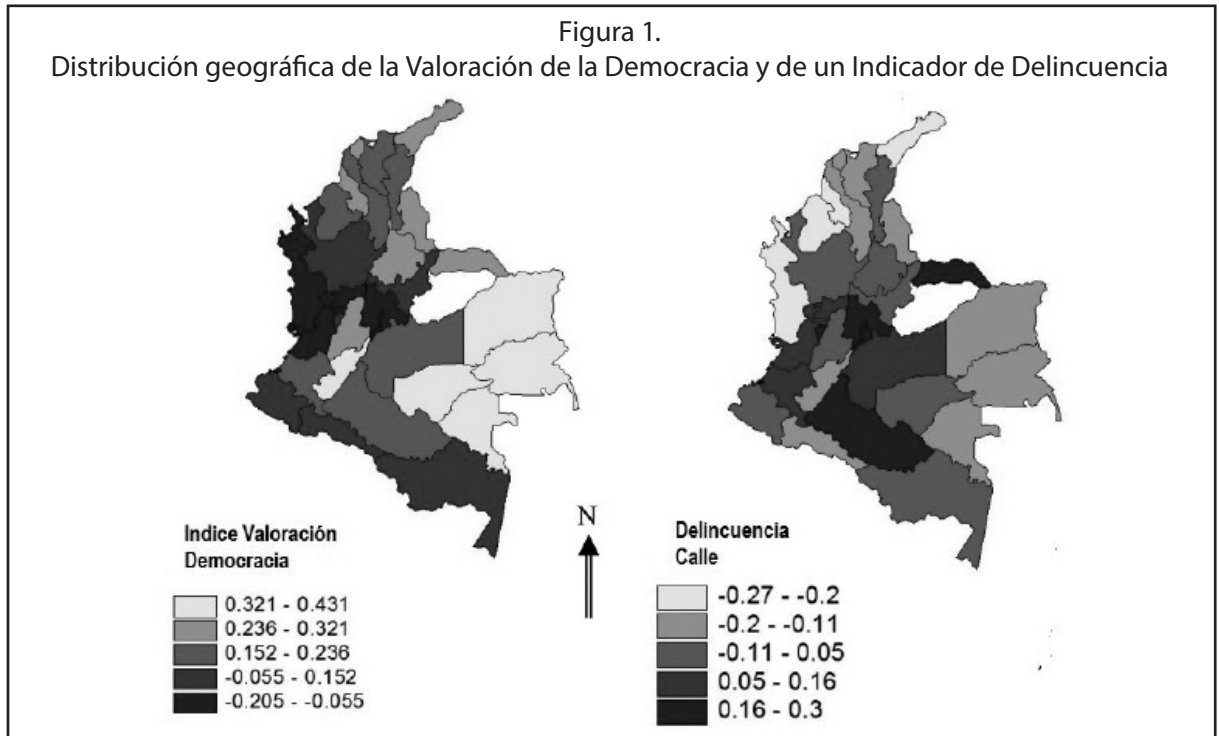 Figura 1.
Distribución geográfica de la Valoración de la Democracia y de un Indicador de Delincuencia
Indice Valoración
Democracia
0.321 - 0.431
0.236 - 0.321
0.152 - 0.236
-0.055 - 0.152
-0.205 - -0.055
N
Delincuencia
Calle
-0.27 - -0.2
-0.2 - -0.11
-0.11 - 0.05
0.05 - 0.16
0.16 - 0.3